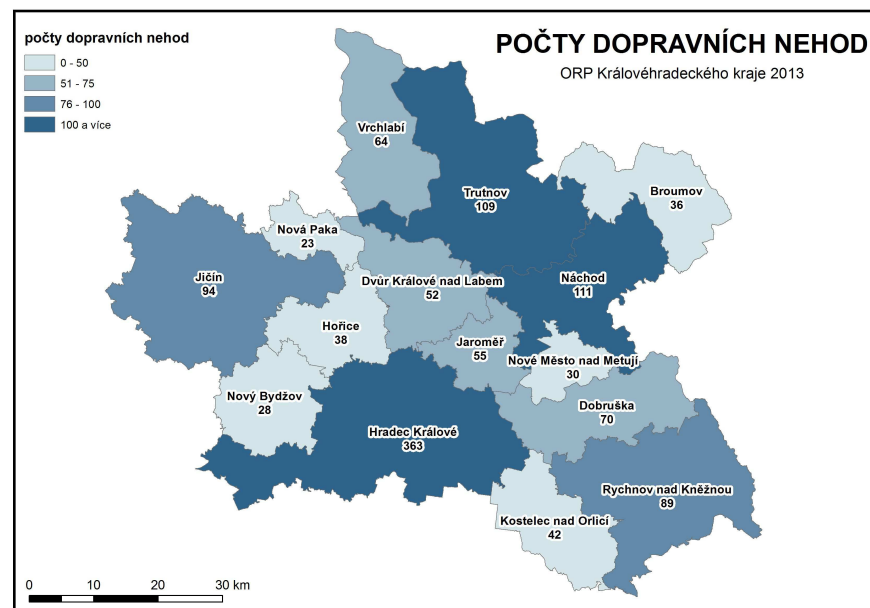 POČTY DOPRAVNÍCH NEHOD
ORP Královéhradeckého kraje 2013
počty dopravních nehod
0 - 50
51 - 75
76 - 100
100 a více
Vrchlabí
64
Trutnov
109
Broumov
36
Nová Paka
23
Jičín
94
Dvůr Králové nad Labem
52
Náchod
111
Hořice
38
Jaroměř
55
Nové Město nad Metují
30
Nový Bydžov
28
Dobruška
70
Hradec Králové
363
Rychnov nad Kněžnou
89
Kostelec nad Orlicí
42
0 10 20 30 km